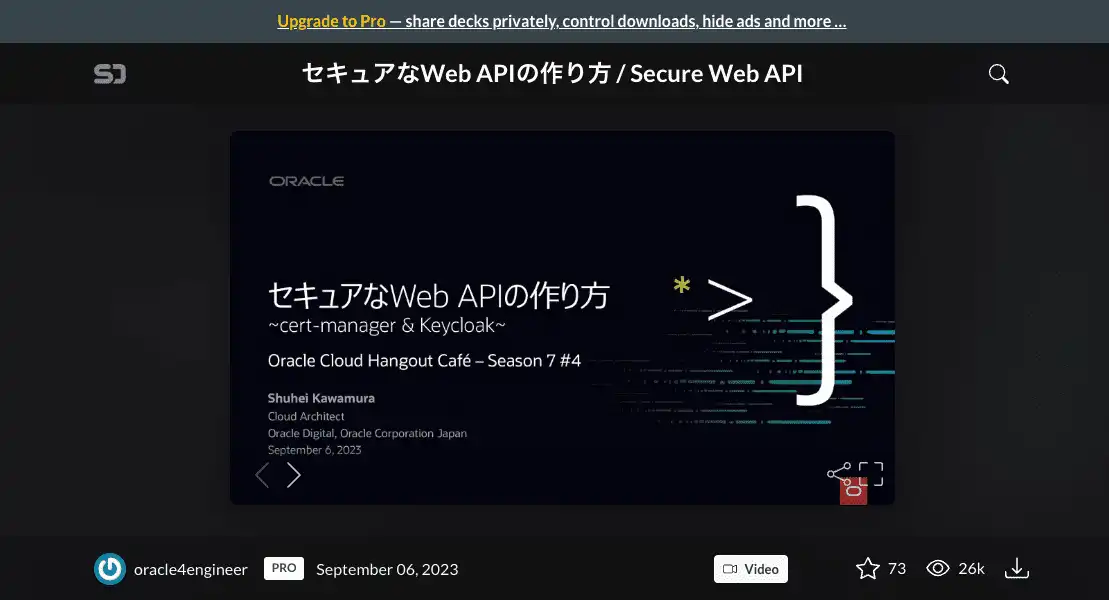 Upgrade to Pro — share decks privately, control downloads, hide ads and more …
SD
セキュアなWeb APIの作り方 / Secure Web API
ORACLE
セキュアなWeb APIの作り方
~cert-manager & Keycloak~
Oracle Cloud Hangout Café – Season 7 #4
Shuhei Kawamura
Cloud Architect
Oracle Digital, Oracle Corporation Japan
September 6, 2023
* > }
oracle4engineer PRO September 06, 2023 Video 73 26k